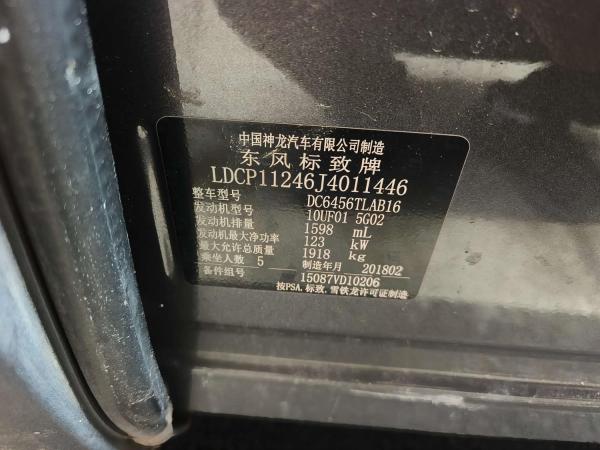 中国神龙汽车有限公司制造
东风标致牌
LDCP11246J4011446
整车型号 DC6456TLAB16
发动机型号 10UF01 5G02
发动机排量 1598 mL
发动机最大净功率 123 kW
最大允许总质量 1918 kg
乘坐人数 5 制造年月 201802
备件组号 15087VD10206
按PSA.标致.雪铁龙许可证制造